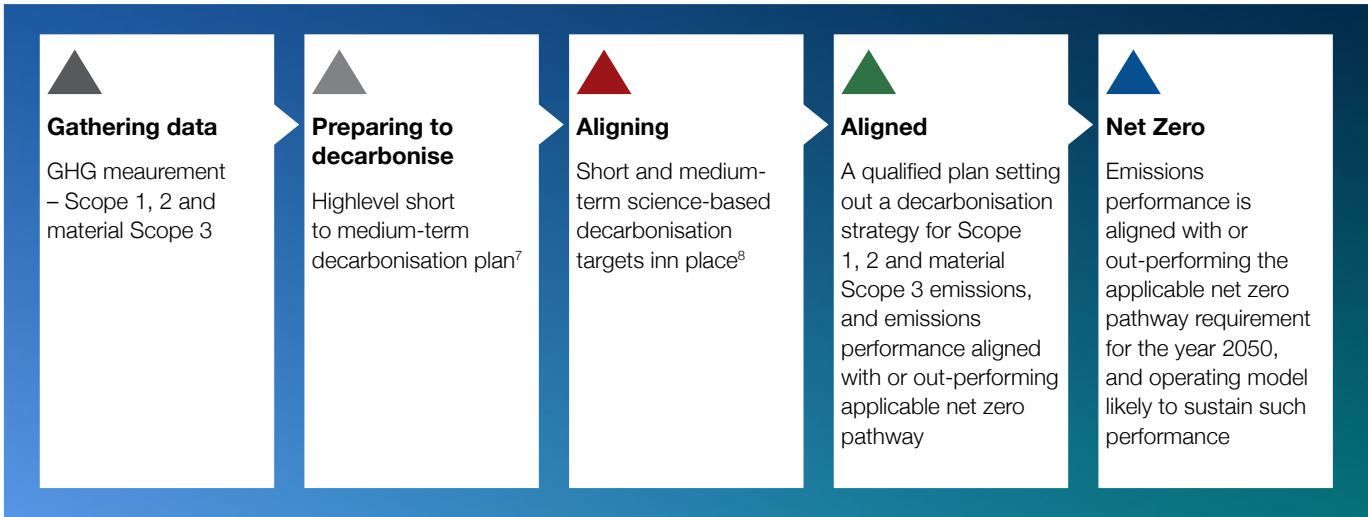 Gathering data
GHG meaurement
– Scope 1, 2 and
material Scope 3
Preparing to
decarbonise
Highlevel short
to medium-term
decarbonisation plan⁷
Aligning
Short and medium-
term science-based
decarbonisation
targets inn place⁸
Aligned
A qualified plan setting
out a decarbonisation
strategy for Scope
1, 2 and material
Scope 3 emissions,
and emissions
performance aligned
with or out-performing
applicable net zero
pathway
Net Zero
Emissions
performance is
aligned with or
out-performing the
applicable net zero
pathway requirement
for the year 2050,
and operating model
likely to sustain such
performance